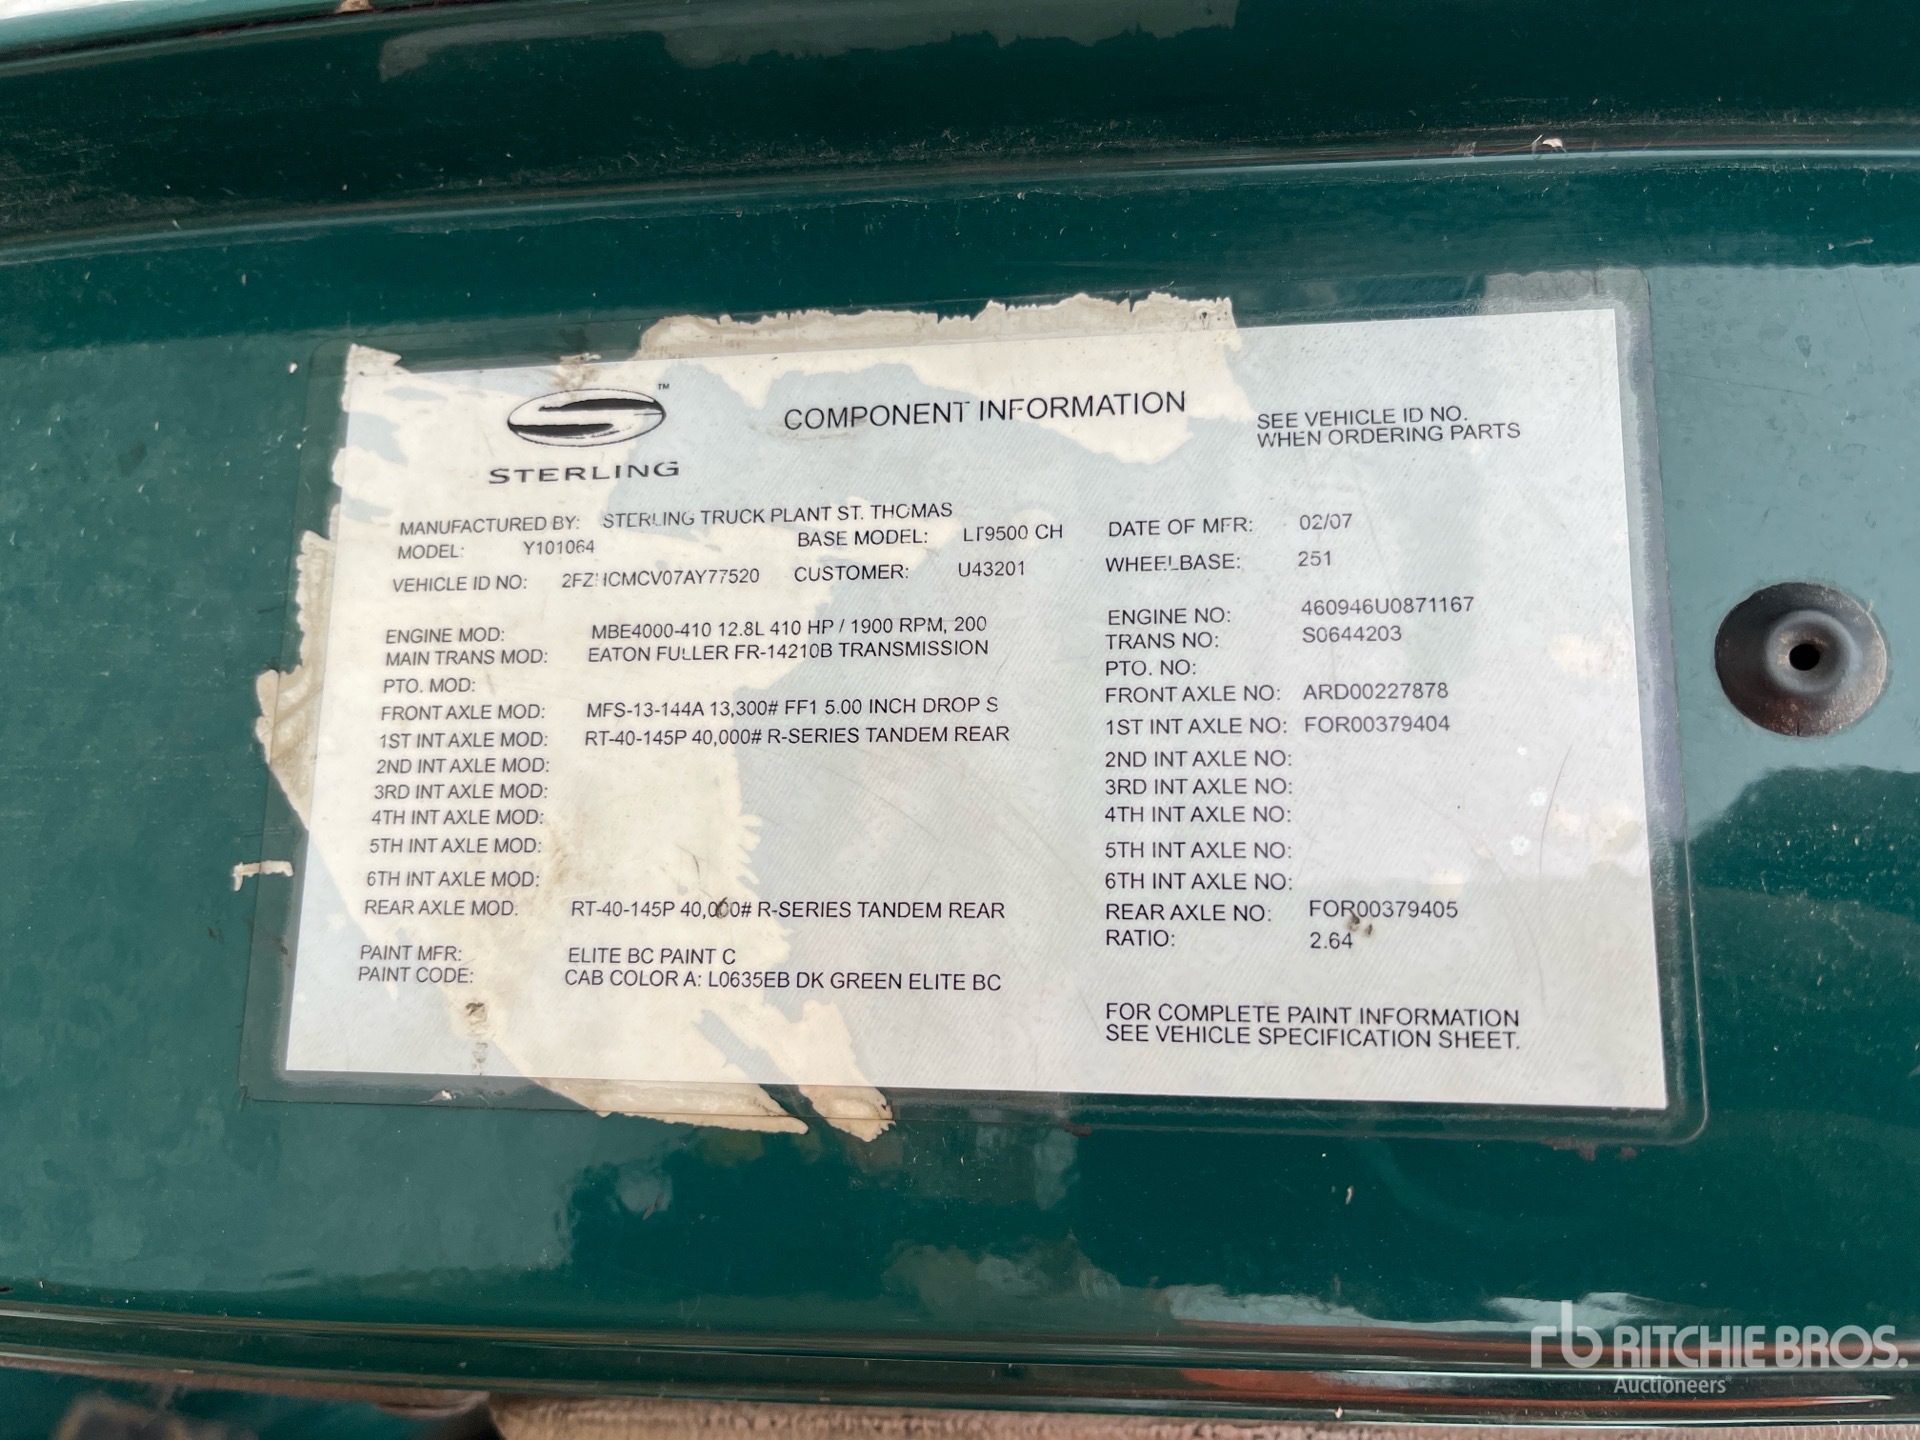 ™
STERLING
COMPONENT INFORMATION
SEE VEHICLE ID NO.
WHEN ORDERING PARTS
MANUFACTURED BY: STERLING TRUCK PLANT ST. THOMAS
MODEL: Y101064 BASE MODEL: LT9500 CH
DATE OF MFR: 02/07
VEHICLE ID NO: CUSTOMER: U43201
WHEELBASE: 251
ENGINE MOD: MBE4000-410 12.8L 410 HP / 1900 RPM, 200
ENGINE NO: 460946U0871167
MAIN TRANS MOD: EATON FULLER FR-14210B TRANSMISSION
TRANS NO: S0644203
PTO. MOD:
PTO. NO:
FRONT AXLE MOD: MFS-13-144A 13,300# FF1 5.00 INCH DROP S
FRONT AXLE NO: ARD00227878
1ST INT AXLE MOD: RT-40-145P 40,000# R-SERIES TANDEM REAR
1ST INT AXLE NO: FOR00379404
2ND INT AXLE MOD:
2ND INT AXLE NO:
3RD INT AXLE MOD:
3RD INT AXLE NO:
4TH INT AXLE MOD:
4TH INT AXLE NO:
5TH INT AXLE MOD:
5TH INT AXLE NO:
6TH INT AXLE MOD:
6TH INT AXLE NO:
REAR AXLE MOD. RT-40-145P 40,000# R-SERIES TANDEM REAR
REAR AXLE NO: FOR00379405
RATIO: 2.64
PAINT MFR: ELITE BC PAINT C
PAINT CODE: CAB COLOR A: L0635EB DK GREEN ELITE BC
FOR COMPLETE PAINT INFORMATION
SEE VEHICLE SPECIFICATION SHEET.
rb RITCHIE BROS.
Auctioneers